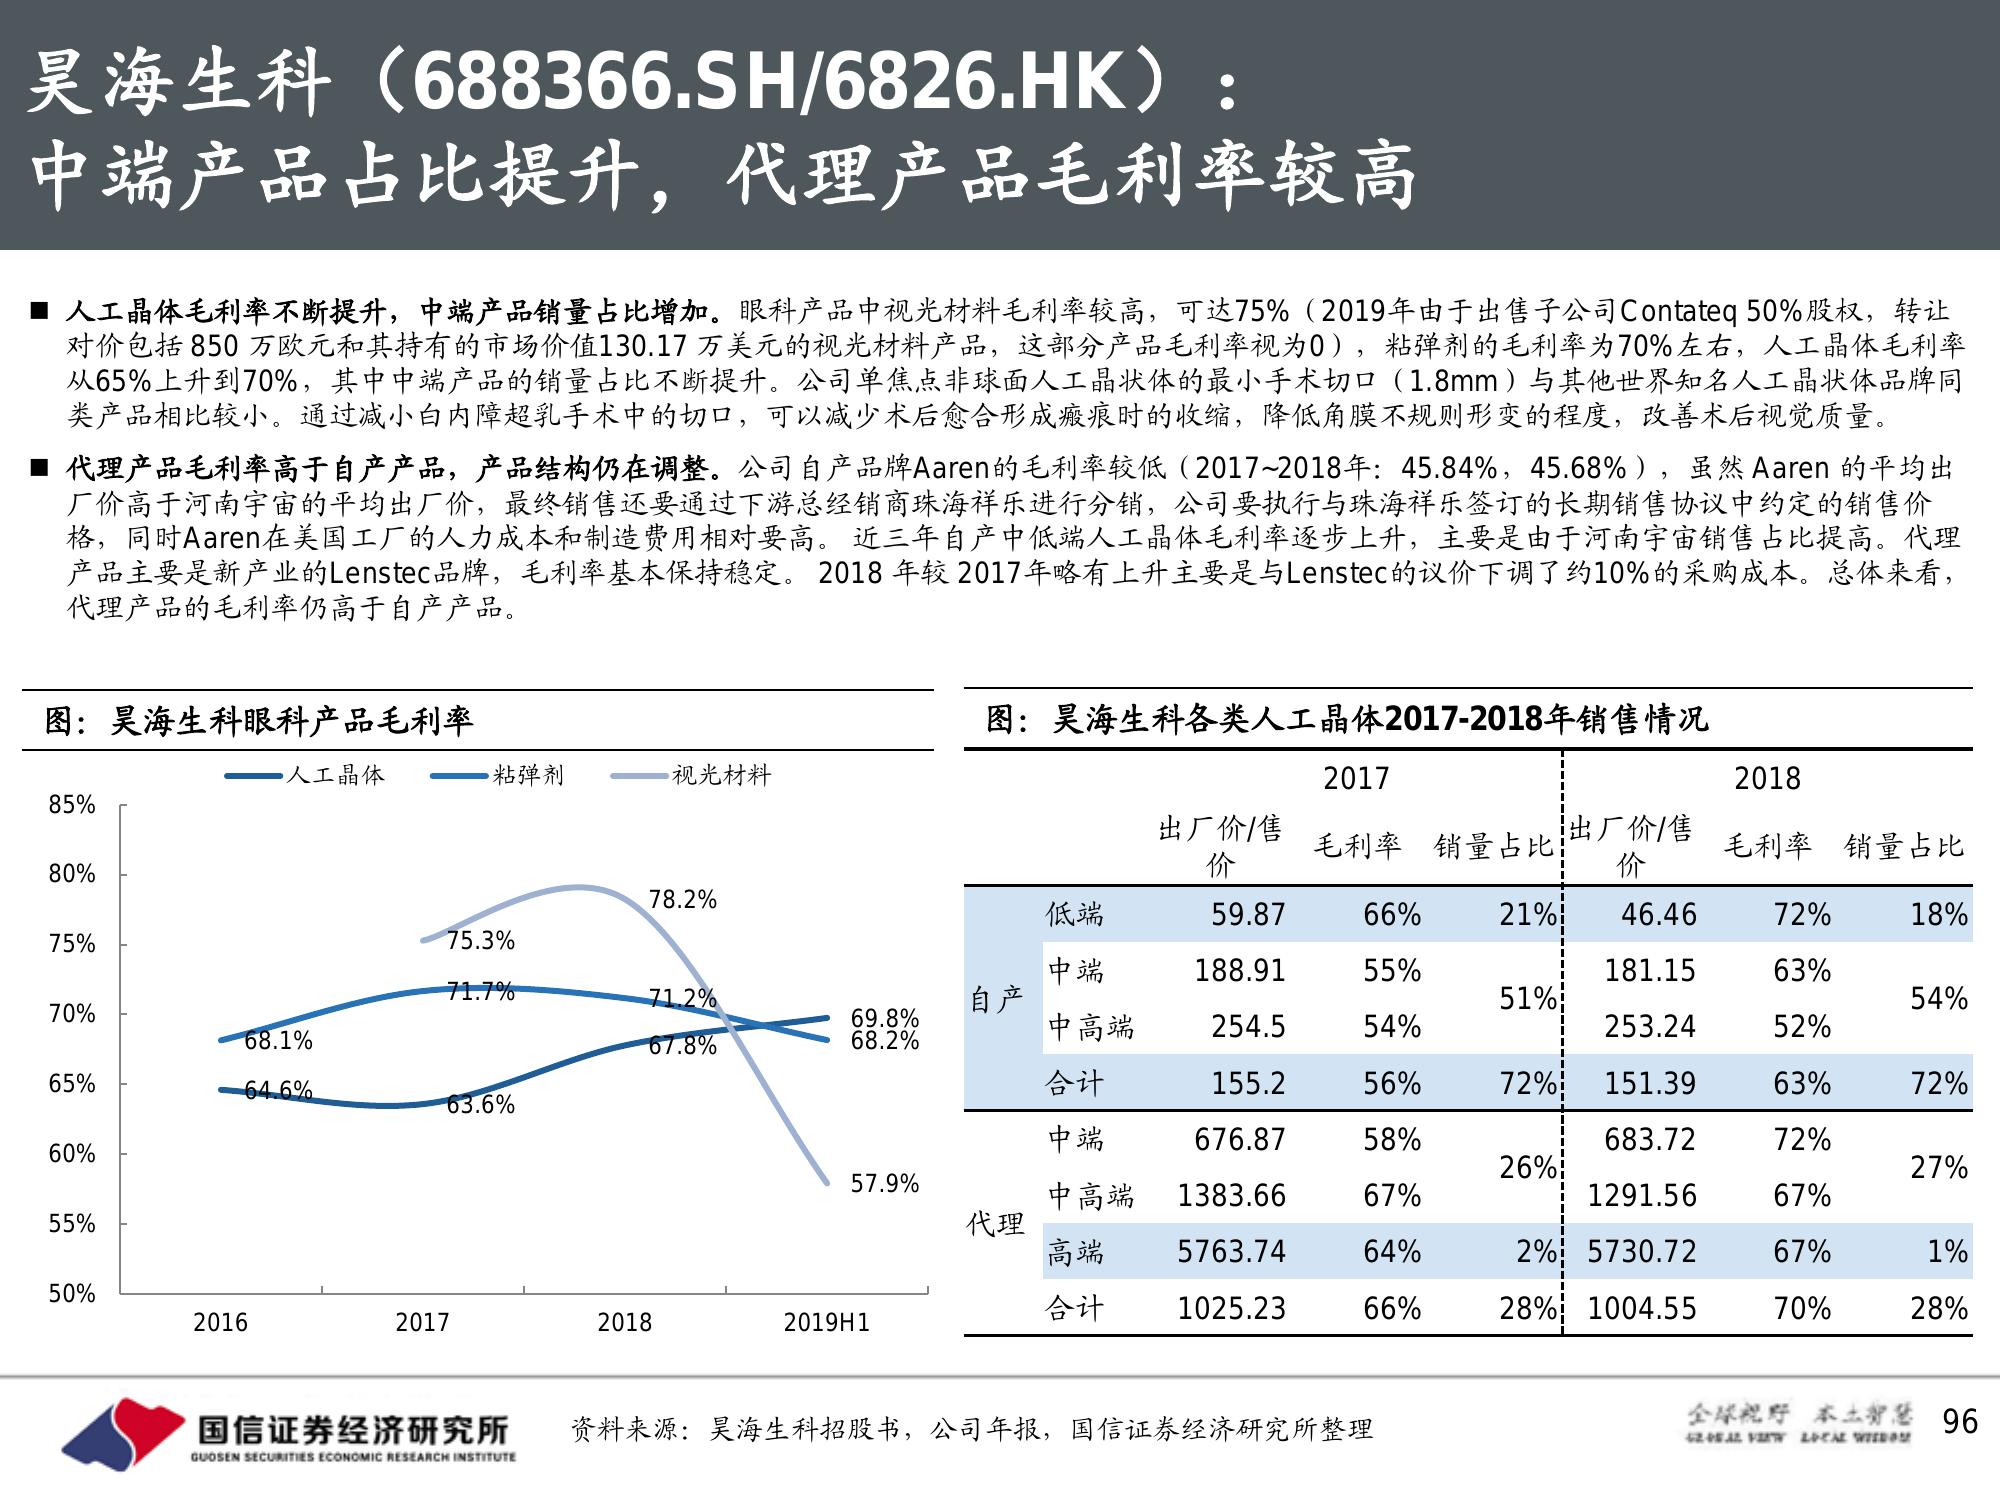 昊海生科（688366.SH/6826.HK）:
中端产品占比提升，代理产品毛利率较高
■ 人工晶体毛利率不断提升，中端产品销量占比增加。眼科产品中视光材料毛利率较高，可达75%（2019年由于出售子公司Contateq 50%股权，转让
对价包括 850 万欧元和其持有的市场价值130.17 万美元的视光材料产品，这部分产品毛利率视为0），粘弹剂的毛利率为70%左右，人工晶体毛利率
从65%上升到70%，其中中端产品的销量占比不断提升。公司单焦点非球面人工晶状体的最小手术切口（1.8mm）与其他世界知名人工晶状体品牌同
类产品相比较小。通过减小白内障超乳手术中的切口，可以减少术后愈合形成瘢痕时的收缩，降低角膜不规则形变的程度，改善术后视觉质量。
■ 代理产品毛利率高于自产产品，产品结构仍在调整。公司自产品牌Aaren的毛利率较低（2017~2018年：45.84%，45.68%），虽然 Aaren 的平均出
厂价高于河南宇宙的平均出厂价，最终销售还要通过下游总经销商珠海祥乐进行分销，公司要执行与珠海祥乐签订的长期销售协议中约定的销售价
格，同时Aaren在美国工厂的人力成本和制造费用相对要高。 近三年自产中低端人工晶体毛利率逐步上升，主要是由于河南宇宙销售占比提高。代理
产品主要是新产业的Lenstec品牌，毛利率基本保持稳定。 2018 年较 2017年略有上升主要是与Lenstec的议价下调了约10%的采购成本。总体来看，
代理产品的毛利率仍高于自产产品。
图：昊海生科眼科产品毛利率
人工晶体 粘弹剂 视光材料
85%
80%
75%
70%
65%
60%
55%
50%
78.2%
75.3%
71.7%
71.2%
69.8%
68.1%
68.2%
67.8%
64.6%
63.6%
57.9%
2016 2017 2018 2019H1
图：昊海生科各类人工晶体2017-2018年销售情况
2017 2018
出厂价/售价 毛利率 销量占比 出厂价/售价 毛利率 销量占比
自产
低端 59.87 66% 21% 46.46 72% 18%
中端 188.91 55% 51% 181.15 63% 54%
中高端 254.5 54% 253.24 52%
合计 155.2 56% 72% 151.39 63% 72%
代理
中端 676.87 58% 26% 683.72 72% 27%
中高端 1383.66 67% 1291.56 67%
高端 5763.74 64% 2% 5730.72 67% 1%
合计 1025.23 66% 28% 1004.55 70% 28%
国信证券经济研究所
GUOSEN SECURITIES ECONOMIC RESEARCH INSTITUTE
资料来源：昊海生科招股书，公司年报，国信证券经济研究所整理
全球视野 本土智慧
GLOBAL VIEW LOCAL WISDOM
96